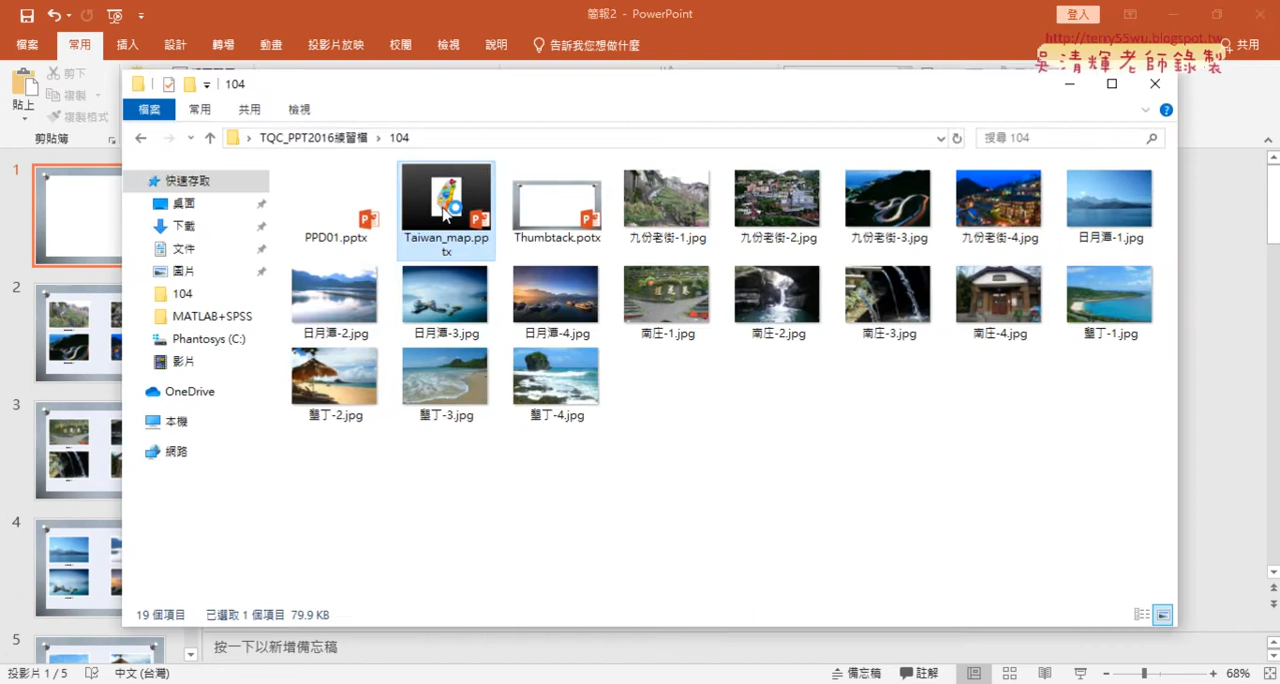 簡報2 - PowerPoint
登入
檔案
常用
插入
設計
轉場
動畫
投影片放映
校閱
檢視
說明
告訴我您想做什麼
共用
http://terry55wu.blogspot.tw
吳清輝老師錄製
貼上
剪下
複製
複製格式
剪貼簿
104
檔案
常用
共用
檢視
TQC_PPT2016練習檔 › 104
搜尋 104
快速存取
桌面
下載
文件
圖片
104
MATLAB+SPSS
Phantosys (C:)
影片
OneDrive
本機
網路
PPD01.pptx
Taiwan_map.pp
tx
Thumbtack.potx
九份老街-1.jpg
九份老街-2.jpg
九份老街-3.jpg
九份老街-4.jpg
日月潭-1.jpg
日月潭-2.jpg
日月潭-3.jpg
日月潭-4.jpg
南庄-1.jpg
南庄-2.jpg
南庄-3.jpg
南庄-4.jpg
墾丁-1.jpg
墾丁-2.jpg
墾丁-3.jpg
墾丁-4.jpg
19 個項目
已選取 1 個項目 79.9 KB
1
2
3
4
5
按一下以新增備忘稿
投影片 1 / 5
中文 (台灣)
備忘稿
註解
68%